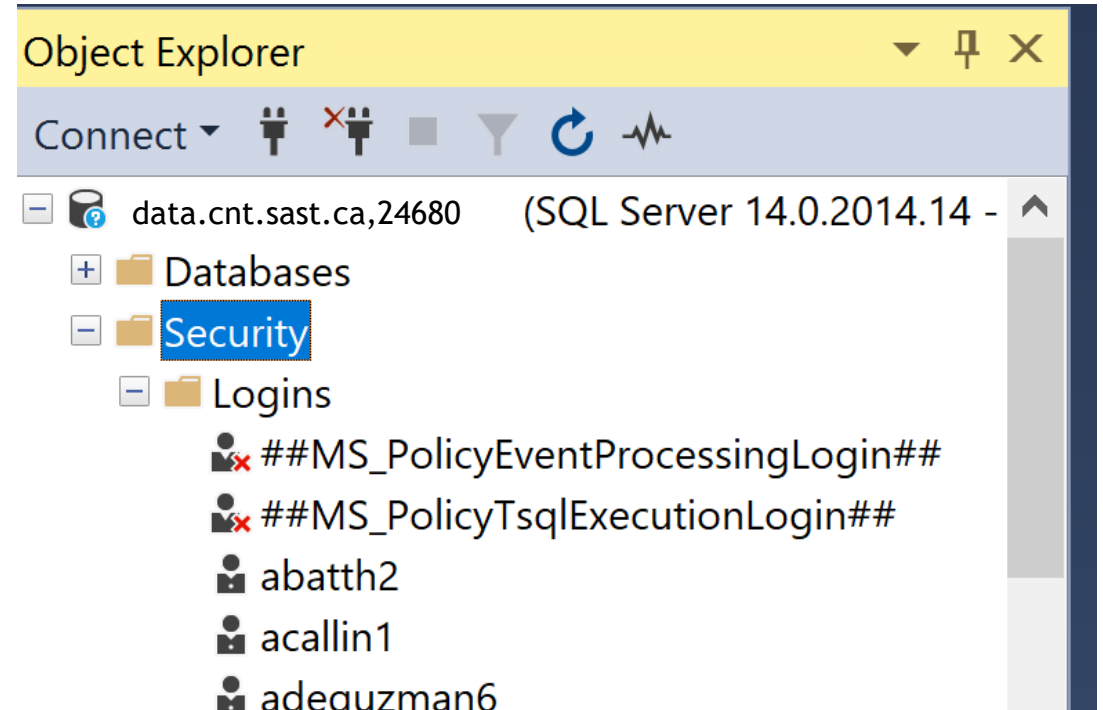 Object Explorer
Connect
data.cnt.sast.ca,24680 (SQL Server 14.0.2014.14 -
Databases
Security
Logins
##MS_PolicyEventProcessingLogin##
##MS_PolicyTsqlExecutionLogin##
abatth2
acallin1
adeguzman6